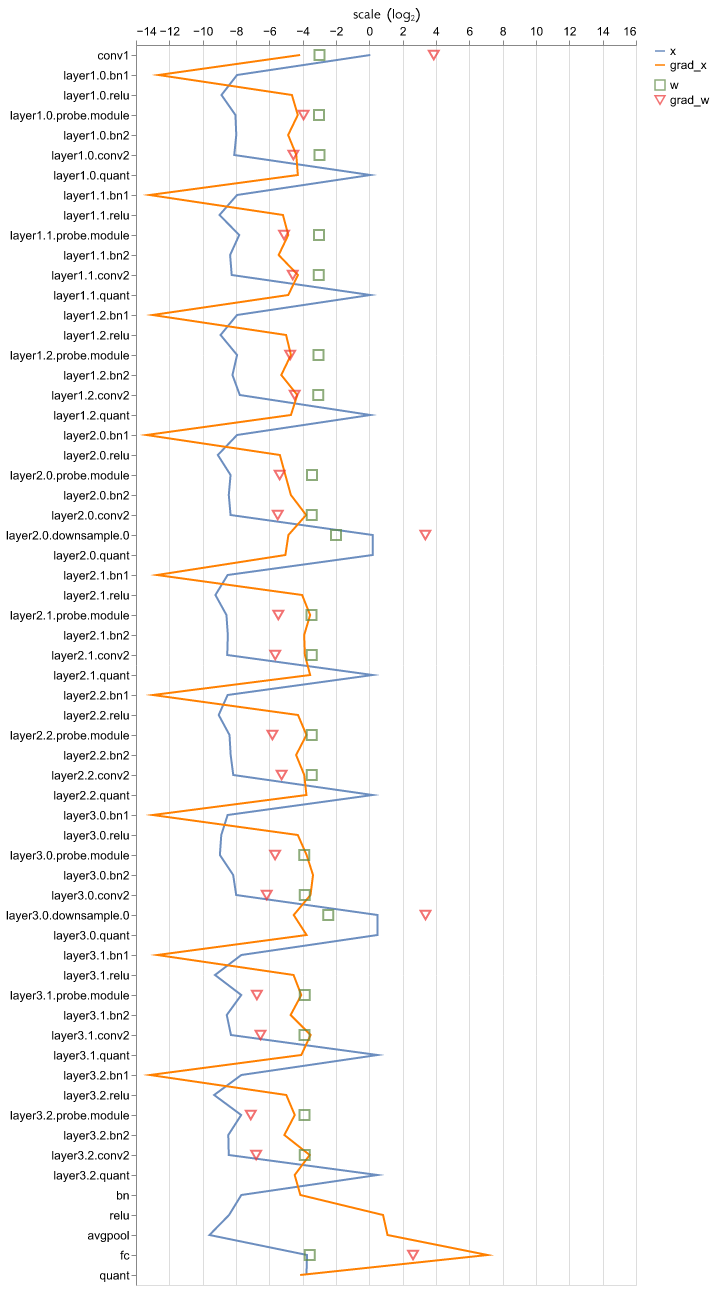 scale (log₂)
−14 −12 −10 −8 −6 −4 −2 0 2 4 6 8 10 12 14 16
conv1
layer1.0.bn1
layer1.0.relu
layer1.0.probe.module
layer1.0.bn2
layer1.0.conv2
layer1.0.quant
layer1.1.bn1
layer1.1.relu
layer1.1.probe.module
layer1.1.bn2
layer1.1.conv2
layer1.1.quant
layer1.2.bn1
layer1.2.relu
layer1.2.probe.module
layer1.2.bn2
layer1.2.conv2
layer1.2.quant
layer2.0.bn1
layer2.0.relu
layer2.0.probe.module
layer2.0.bn2
layer2.0.conv2
layer2.0.downsample.0
layer2.0.quant
layer2.1.bn1
layer2.1.relu
layer2.1.probe.module
layer2.1.bn2
layer2.1.conv2
layer2.1.quant
layer2.2.bn1
layer2.2.relu
layer2.2.probe.module
layer2.2.bn2
layer2.2.conv2
layer2.2.quant
layer3.0.bn1
layer3.0.relu
layer3.0.probe.module
layer3.0.bn2
layer3.0.conv2
layer3.0.downsample.0
layer3.0.quant
layer3.1.bn1
layer3.1.relu
layer3.1.probe.module
layer3.1.bn2
layer3.1.conv2
layer3.1.quant
layer3.2.bn1
layer3.2.relu
layer3.2.probe.module
layer3.2.bn2
layer3.2.conv2
layer3.2.quant
bn
relu
avgpool
fc
quant
x
grad_x
w
grad_w